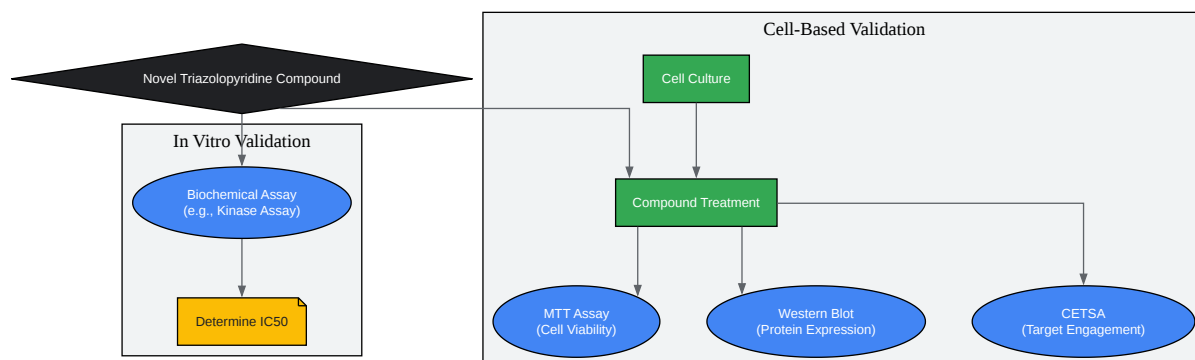 Cell-Based Validation
Novel Triazolopyridine Compound
Cell Culture
In Vitro Validation
Biochemical Assay
(e.g., Kinase Assay)
Compound Treatment
Determine IC50
MTT Assay
(Cell Viability)
Western Blot
(Protein Expression)
CETSA
(Target Engagement)